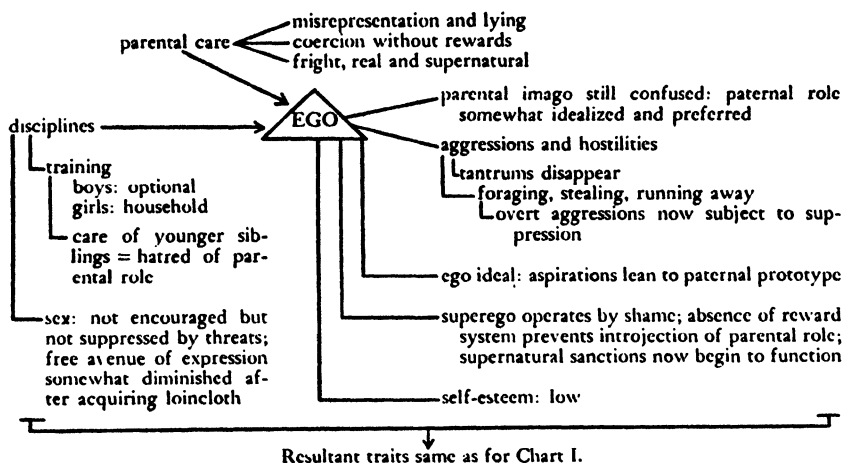 misrepresentation and lying
parental care
coercion without rewards
fright, real and supernatural
EGO
parental imago still confused: paternal role
somewhat idealized and preferred
disciplines
aggressions and hostilities
training
boys: optional
girls: household
tantrums disappear
foraging, stealing, running away
overt aggressions now subject to sup-
pression
care of younger sib-
lings = hatred of par-
ental role
ego ideal: aspirations lean to paternal prototype
sex: not encouraged but
not suppressed by threats;
free avenue of expression
somewhat diminished af-
ter acquiring loincloth
superego operates by shame; absence of reward
system prevents introjection of parental role;
supernatural sanctions now begin to function
self-esteem: low
Resultant traits same as for Chart I.